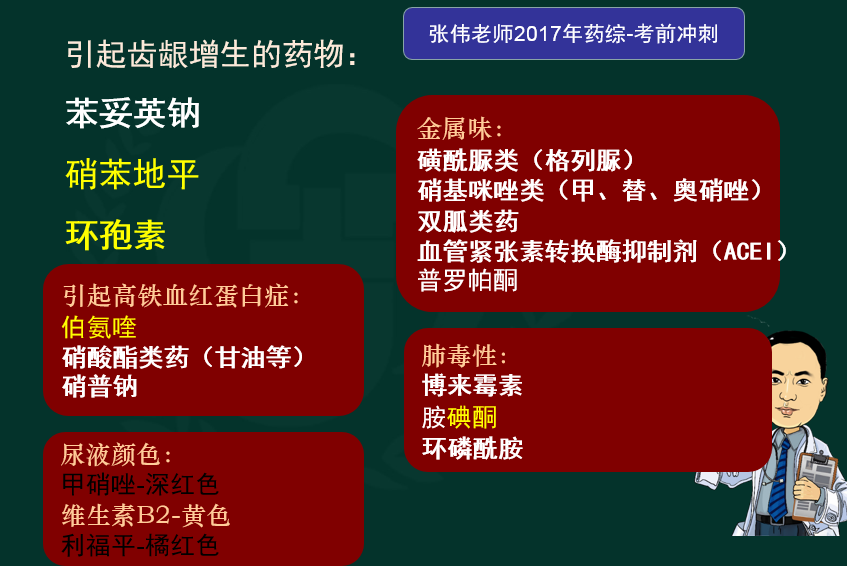 张伟老师2017年药综-考前冲刺
引起齿龈增生的药物：
苯妥英钠
硝苯地平
环孢素
引起高铁血红蛋白症：
伯氨喹
硝酸酯类药（甘油等）
硝普钠
尿液颜色：
甲硝唑-深红色
维生素B2-黄色
利福平-橘红色
金属味：
磺酰脲类（格列脲）
硝基咪唑类（甲、替、奥硝唑）
双胍类药
血管紧张素转换酶抑制剂（ACEI）
普罗帕酮
肺毒性：
博来霉素
胺碘酮
环磷酰胺